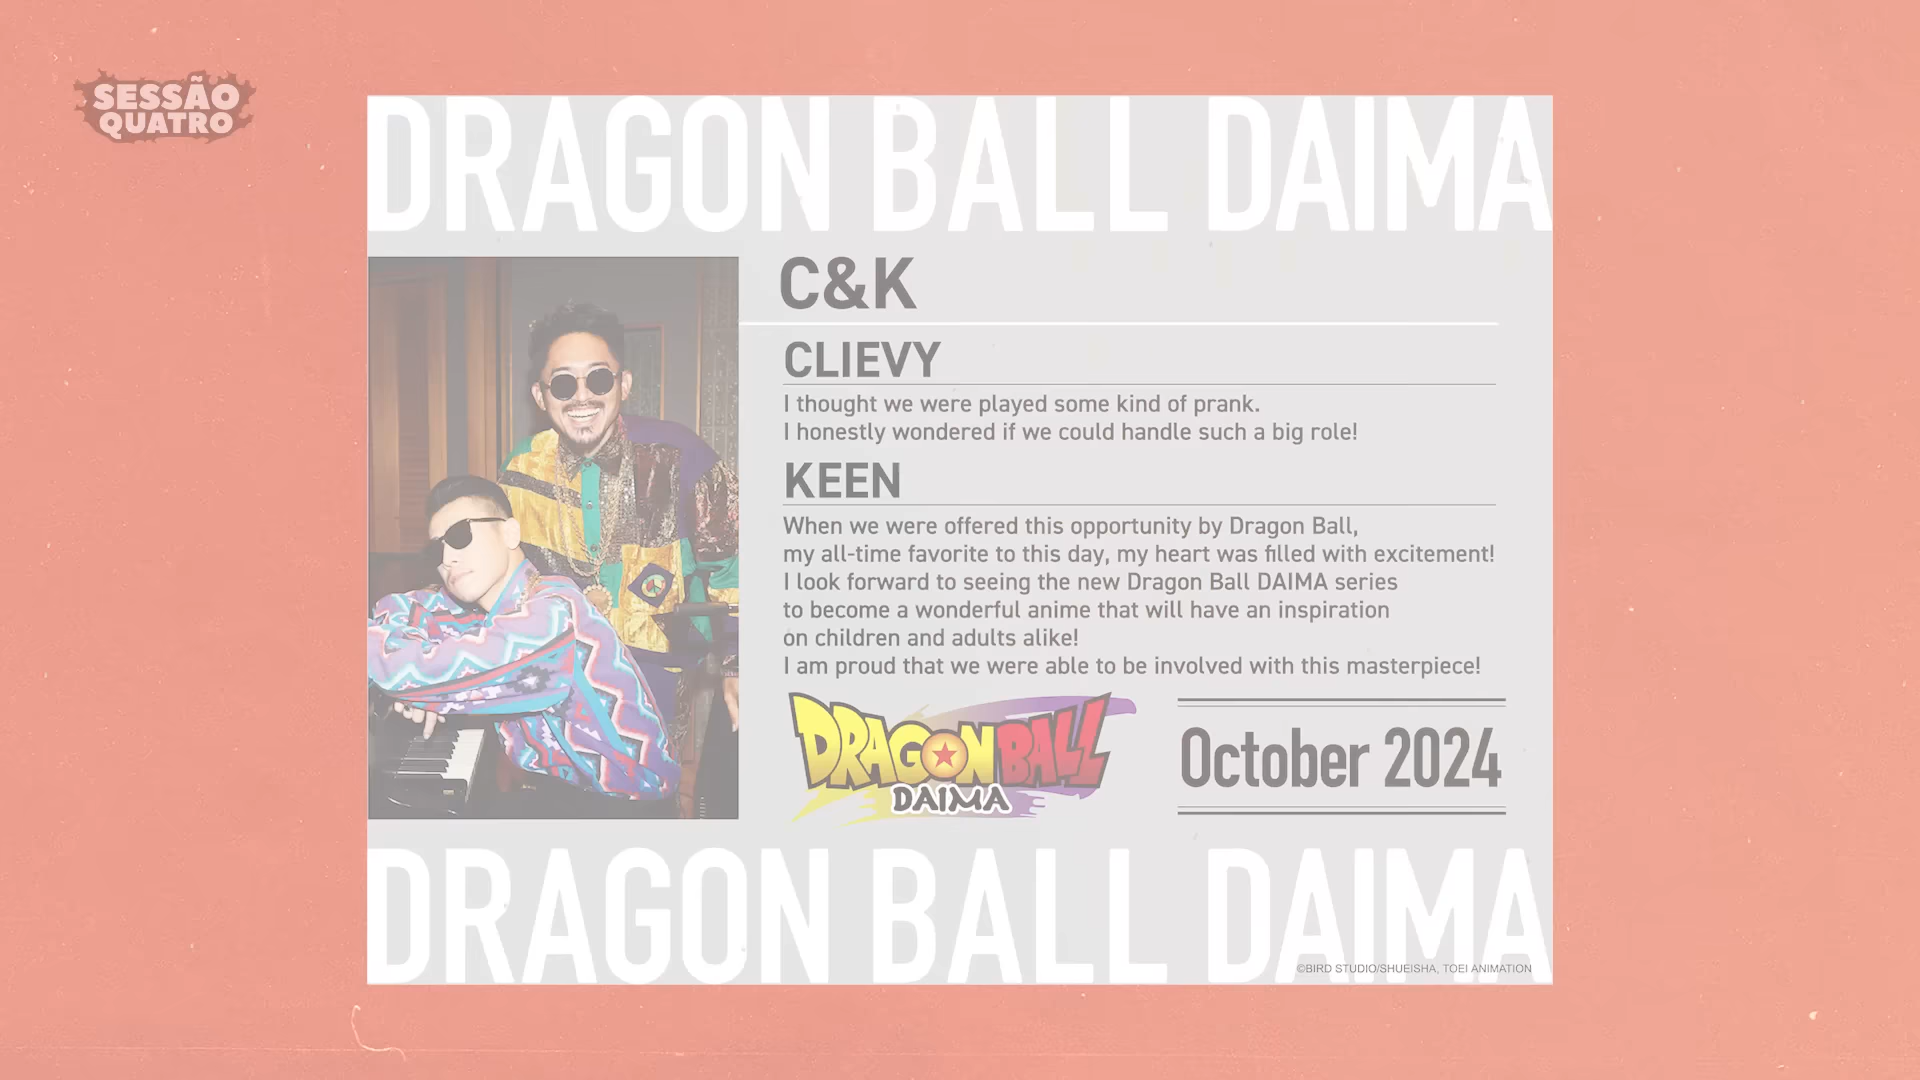 SESSÃO
QUATRO
DRAGON BALL DAIMA
C&K
CLIEVY
I thought we were played some kind of prank.
I honestly wondered if we could handle such a big role!
KEEN
When we were offered this opportunity by Dragon Ball,
my all-time favorite to this day, my heart was filled with excitement!
I look forward to seeing the new Dragon Ball DAIMA series
to become a wonderful anime that will have an inspiration
on children and adults alike!
I am proud that we were able to be involved with this masterpiece!
DRAGON BALL
DAIMA
October 2024
DRAGON BALL DAIMA
©BIRD STUDIO/SHUEISHA, TOEI ANIMATION